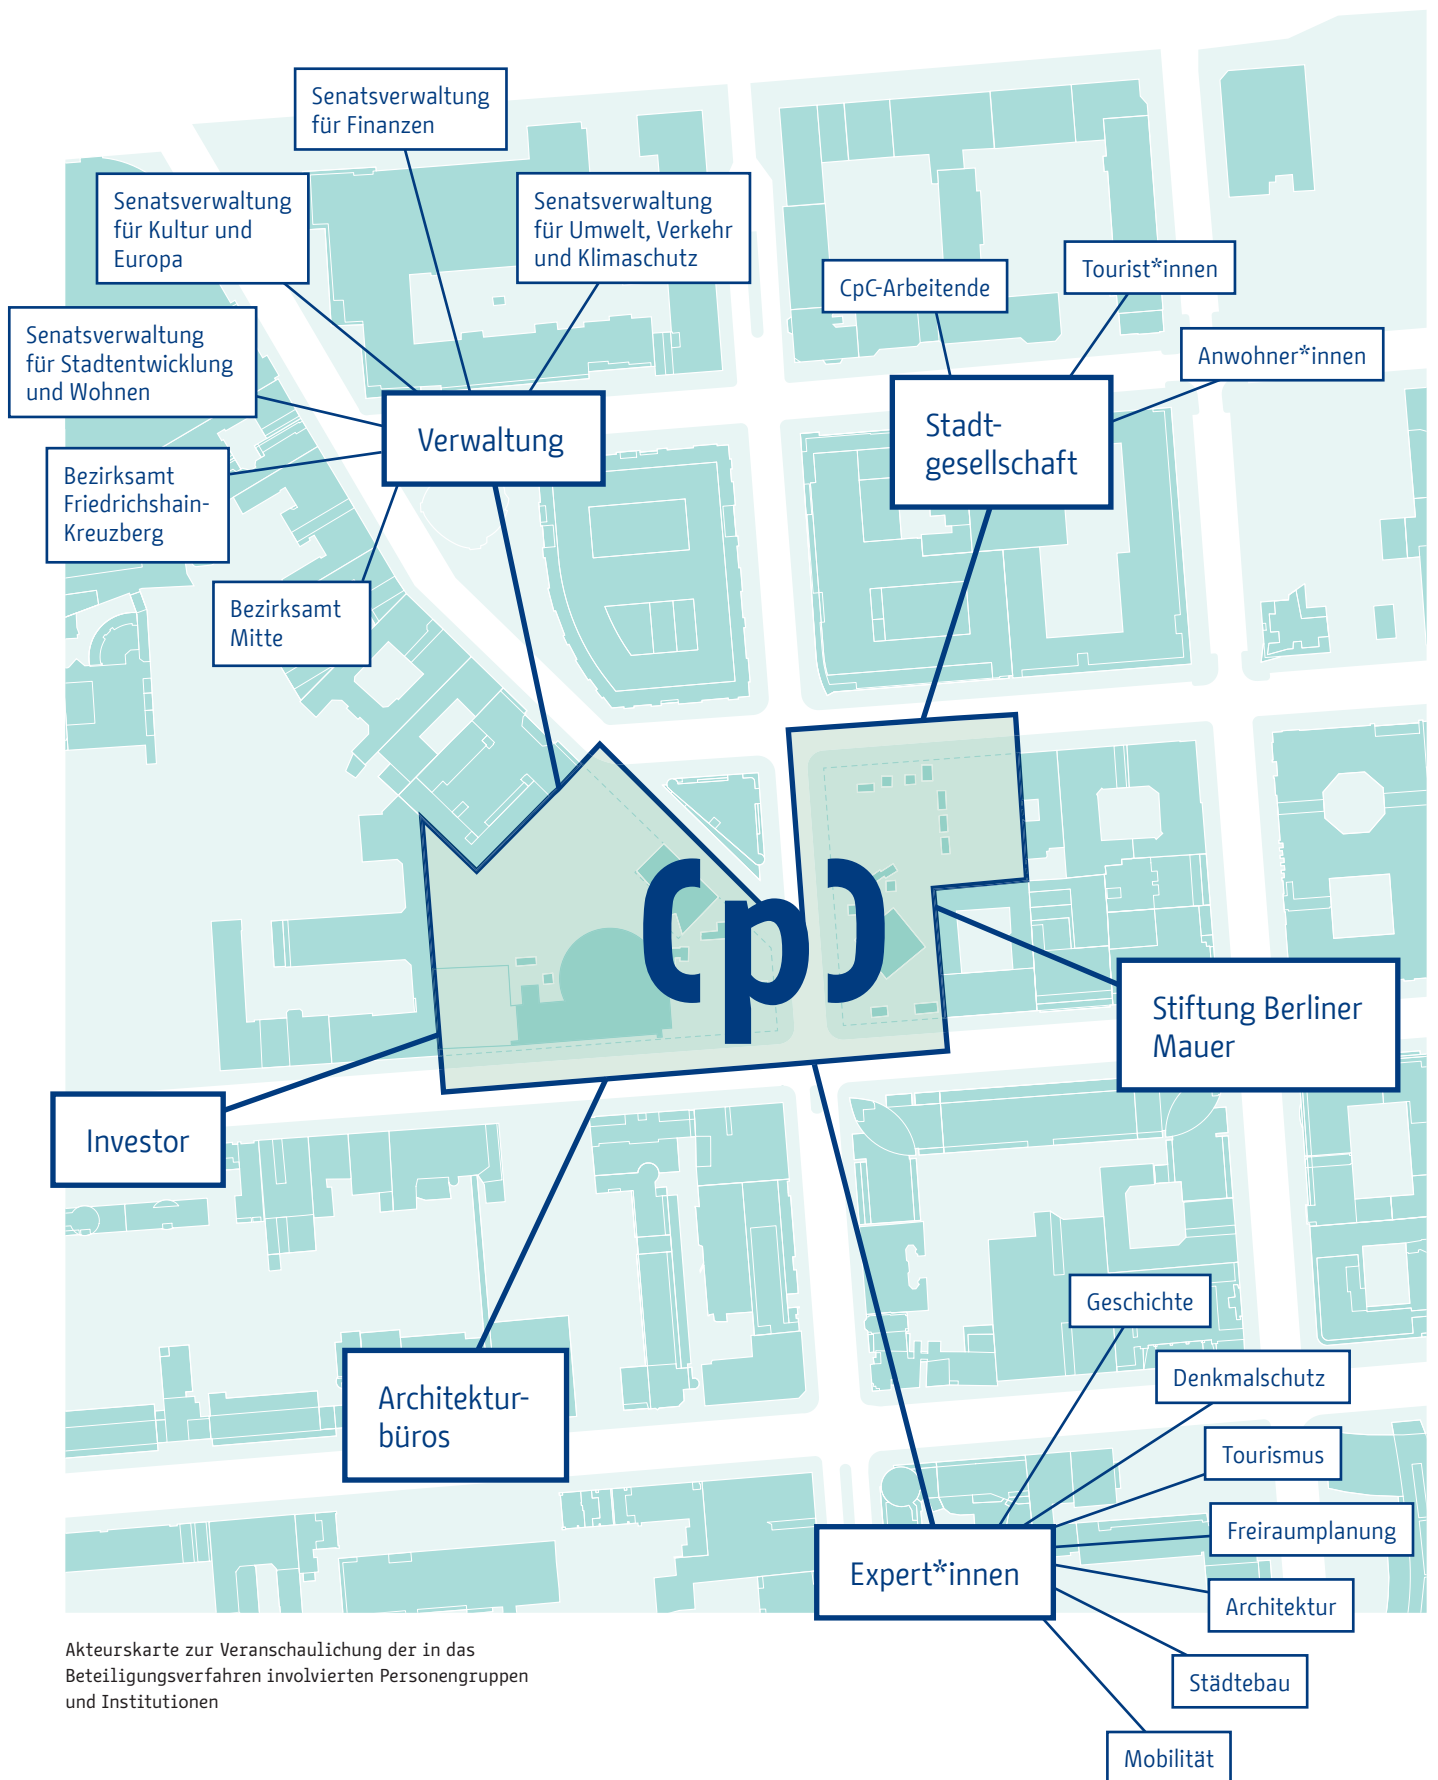 Senatsverwaltung
für Finanzen
Senatsverwaltung
für Kultur und
Europa
Senatsverwaltung
für Umwelt, Verkehr
und Klimaschutz
Senatsverwaltung
für Stadtentwicklung
und Wohnen
Verwaltung
Bezirksamt
Friedrichshain-
Kreuzberg
Bezirksamt
Mitte
CpC-Arbeitende
Tourist*innen
Anwohner*innen
Stadt-
gesellschaft
CpC
Stiftung Berliner
Mauer
Investor
Architektur-
büros
Geschichte
Denkmalschutz
Tourismus
Freiraumplanung
Expert*innen
Architektur
Städtebau
Mobilität
Akteurskarte zur Veranschaulichung der in das
Beteiligungsverfahren involvierten Personengruppen
und Institutionen